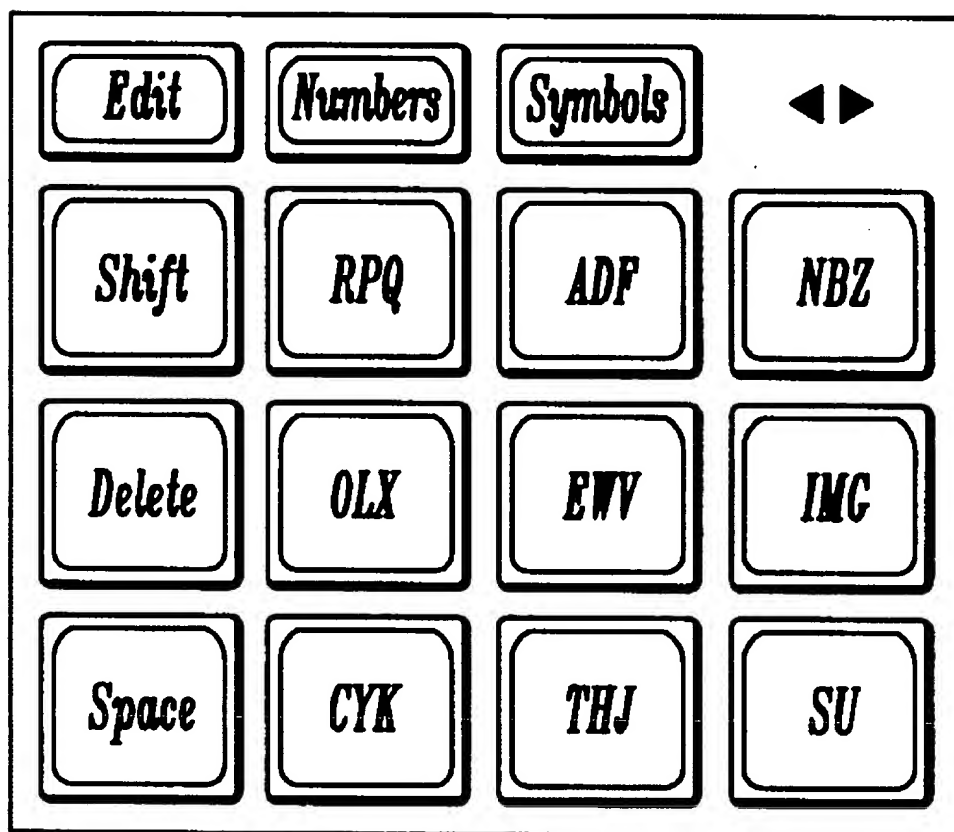 Edit Numbers Symbols
Shift RPQ ADF NBZ
Delete OLX EWV IMG
Space CYK THJ SU